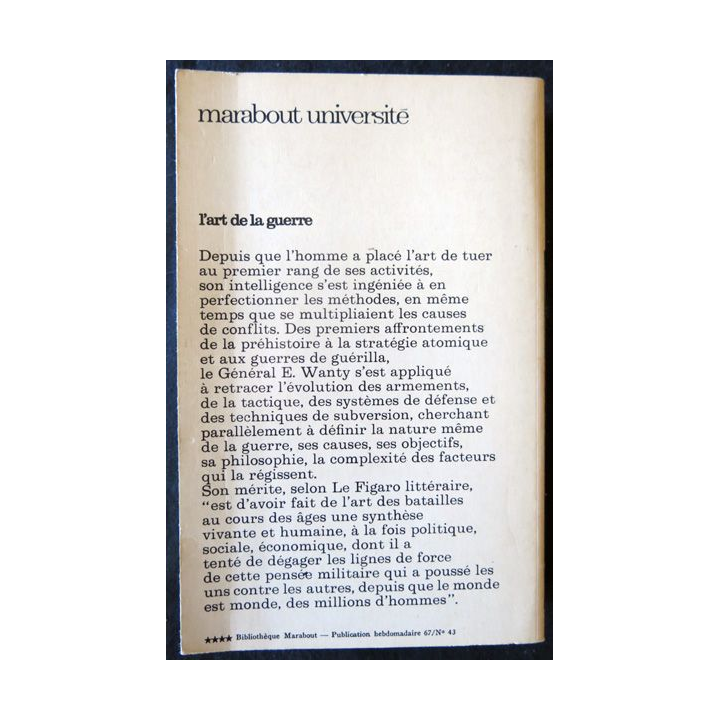 marabout université
l'art de la guerre
Depuis que l'homme a placé l'art de tuer
au premier rang de ses activités,
son intelligence s'est ingéniée à en
perfectionner les méthodes, en même
temps que se multipliaient les causes
de conflits. Des premiers affrontements
de la préhistoire à la stratégie atomique
et aux guerres de guérilla,
le Général E. Wanty s'est appliqué
à retracer l'évolution des armements,
de la tactique, des systèmes de défense et
des techniques de subversion, cherchant
parallèlement à définir la nature même
de la guerre, ses causes, ses objectifs,
sa philosophie, la complexité des facteurs
qui la régissent.
Son mérite, selon Le Figaro littéraire,
"est d'avoir fait de l'art des batailles
au cours des âges une synthèse
vivante et humaine, à la fois politique,
sociale, économique, dont il a
tenté de dégager les lignes de force
de cette pensée militaire qui a poussé les
uns contre les autres, depuis que le monde
est monde, des millions d'hommes".
★★★★ Bibliothèque Marabout — Publication hebdomadaire 67/Nº 43